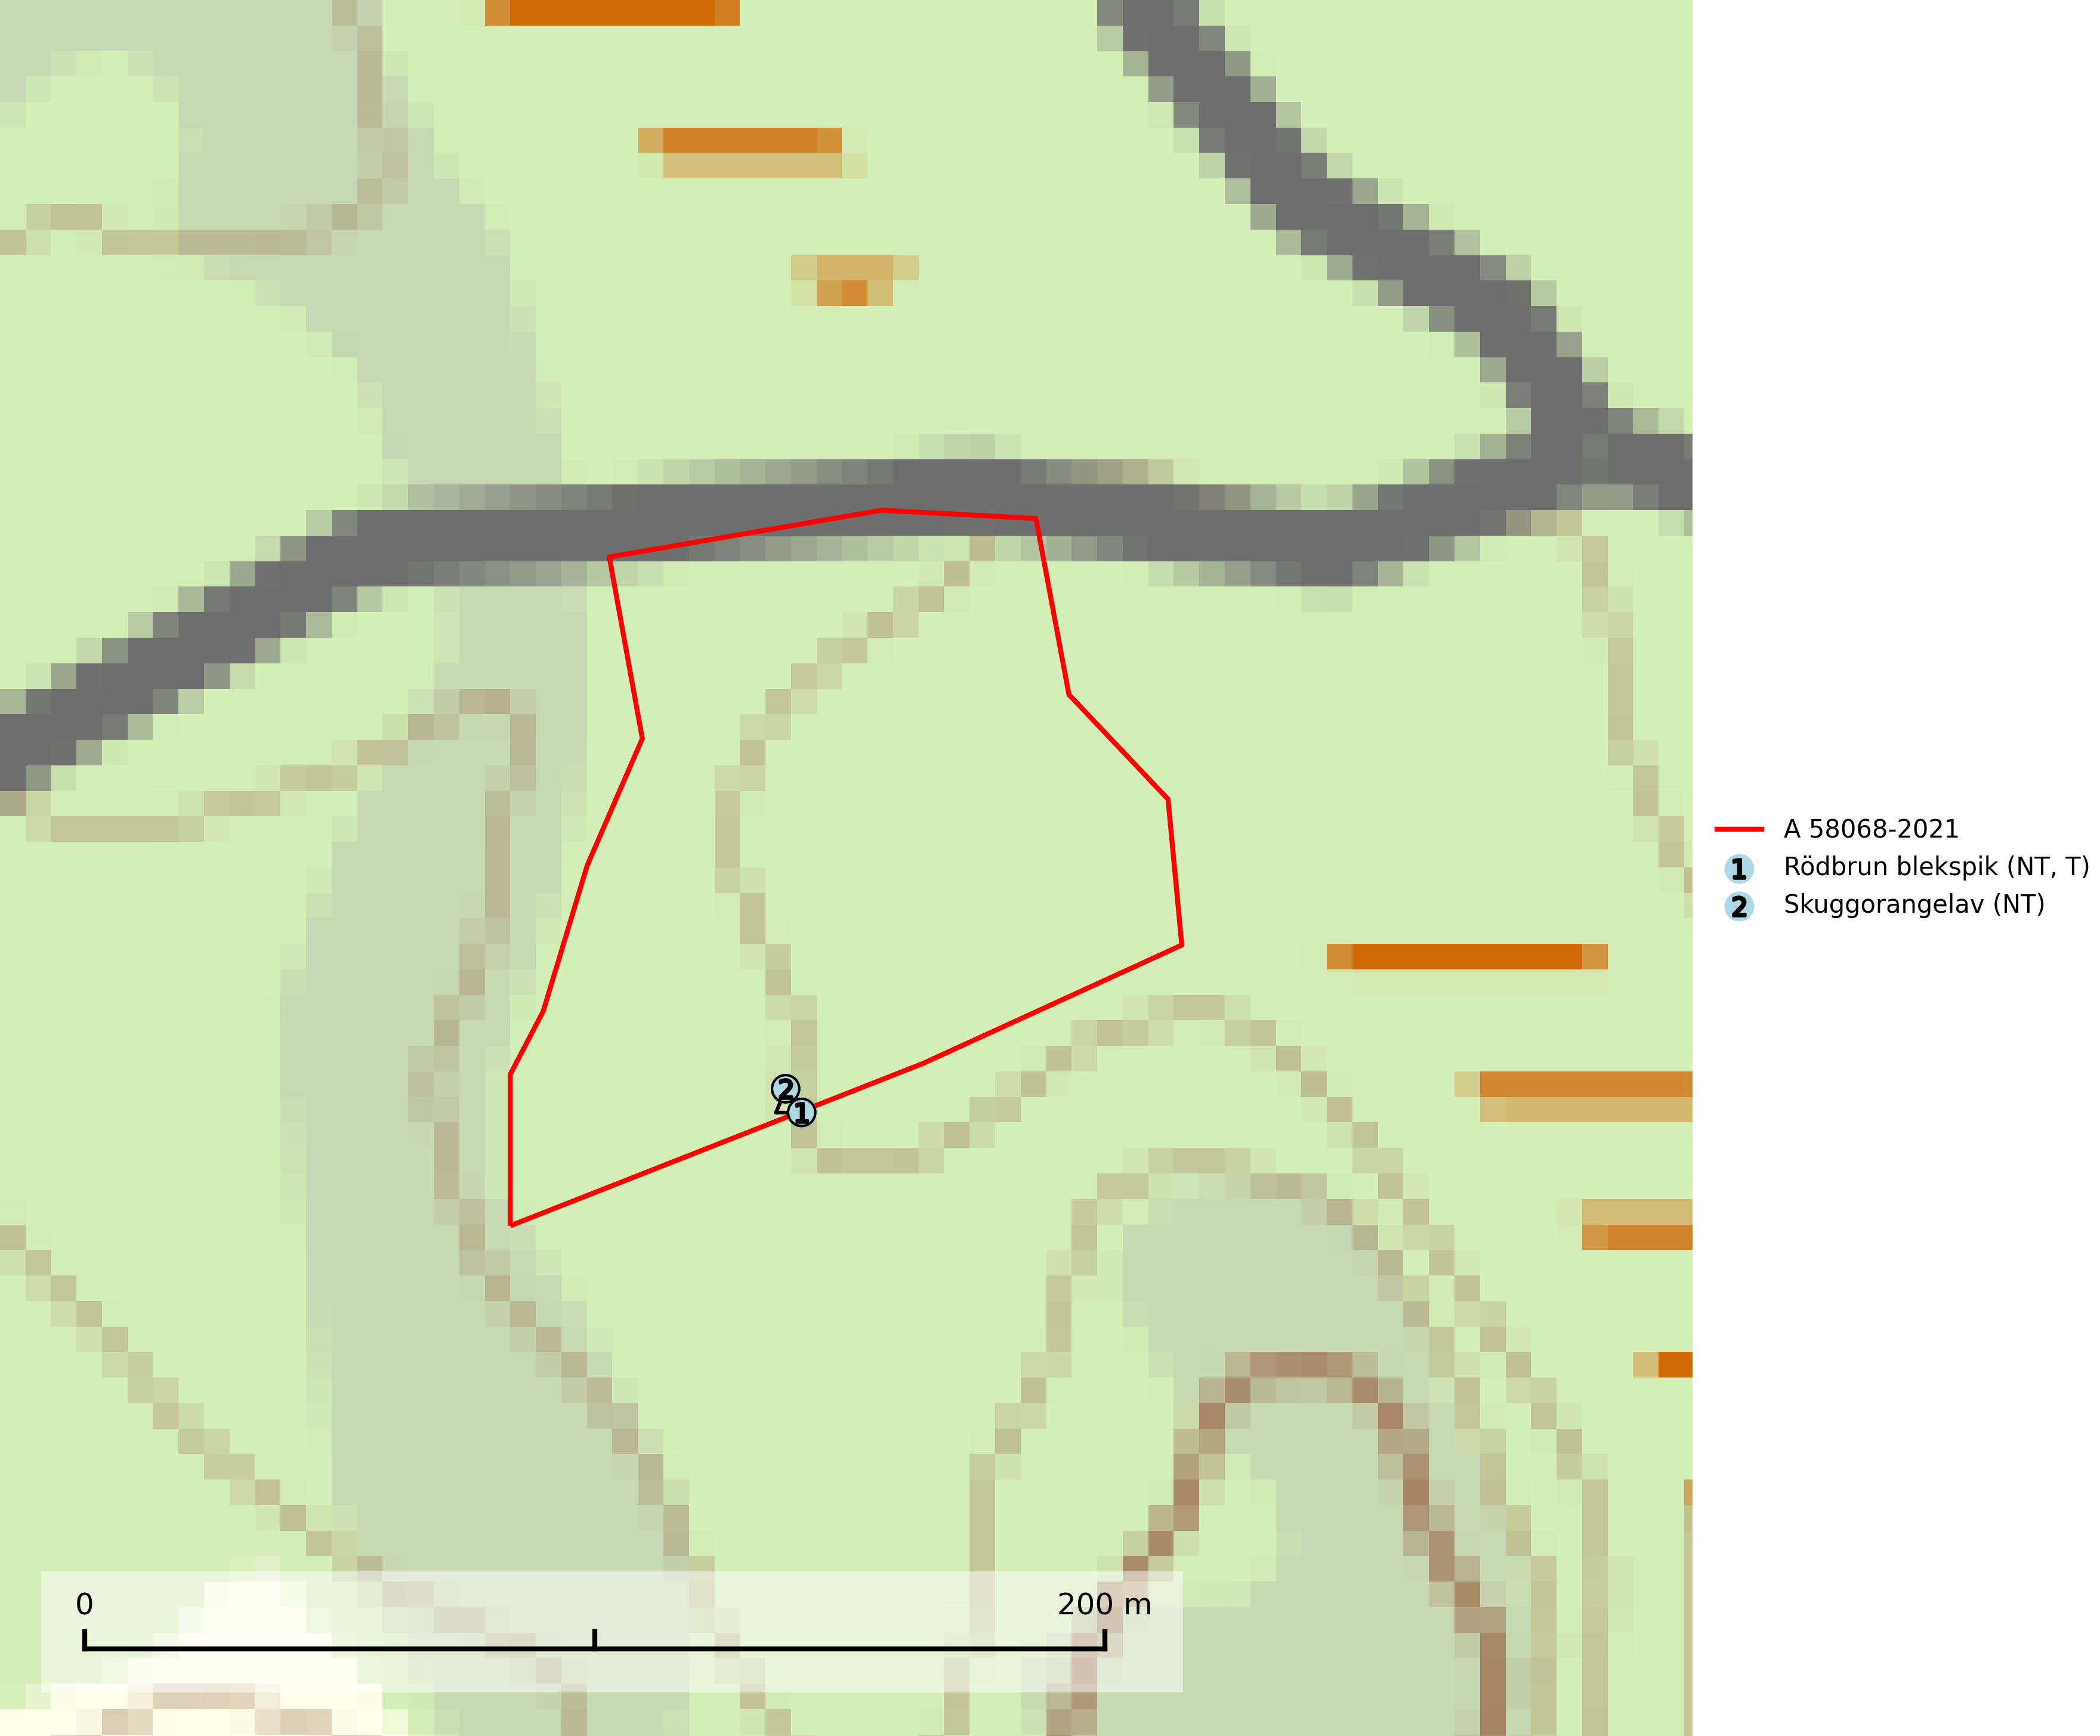 A 58068-2021
1 Rödbrun blekspik (NT, T)
2 Skuggorangelav (NT)
2
1
0 200 m